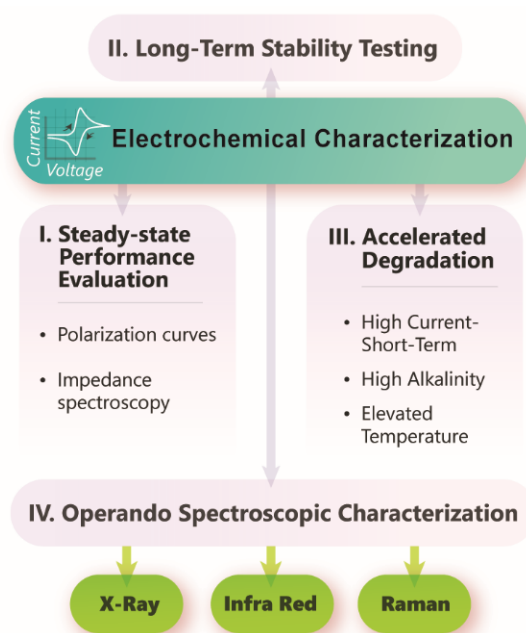 II. Long-Term Stability Testing
Current
Voltage
Electrochemical Characterization
I. Steady-state
Performance
Evaluation
• Polarization curves
• Impedance
spectroscopy
III. Accelerated
Degradation
• High Current-
Short-Term
• High Alkalinity
• Elevated
Temperature
IV. Operando Spectroscopic Characterization
X-Ray
Infra Red
Raman